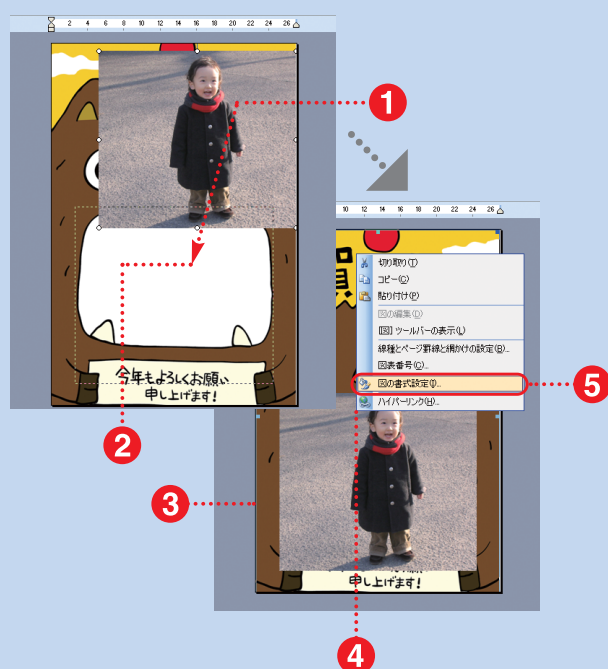 2 4 6 8 10 12 14 16 18 20 22 24 26
1
今年もよろしくお願い
申し上げます!
2
10 12 14 16 18 20 22 24 26
賀
切り取り(T)
コピー(C)
貼り付け(P)
図の編集(D)
[図] ツールバーの表示(L)
線種とページ罫線と網かけの設定(B)...
図表番号(C)...
図の書式設定(I)...
ハイパーリンク(H)...
5
3
申し上げます!
4